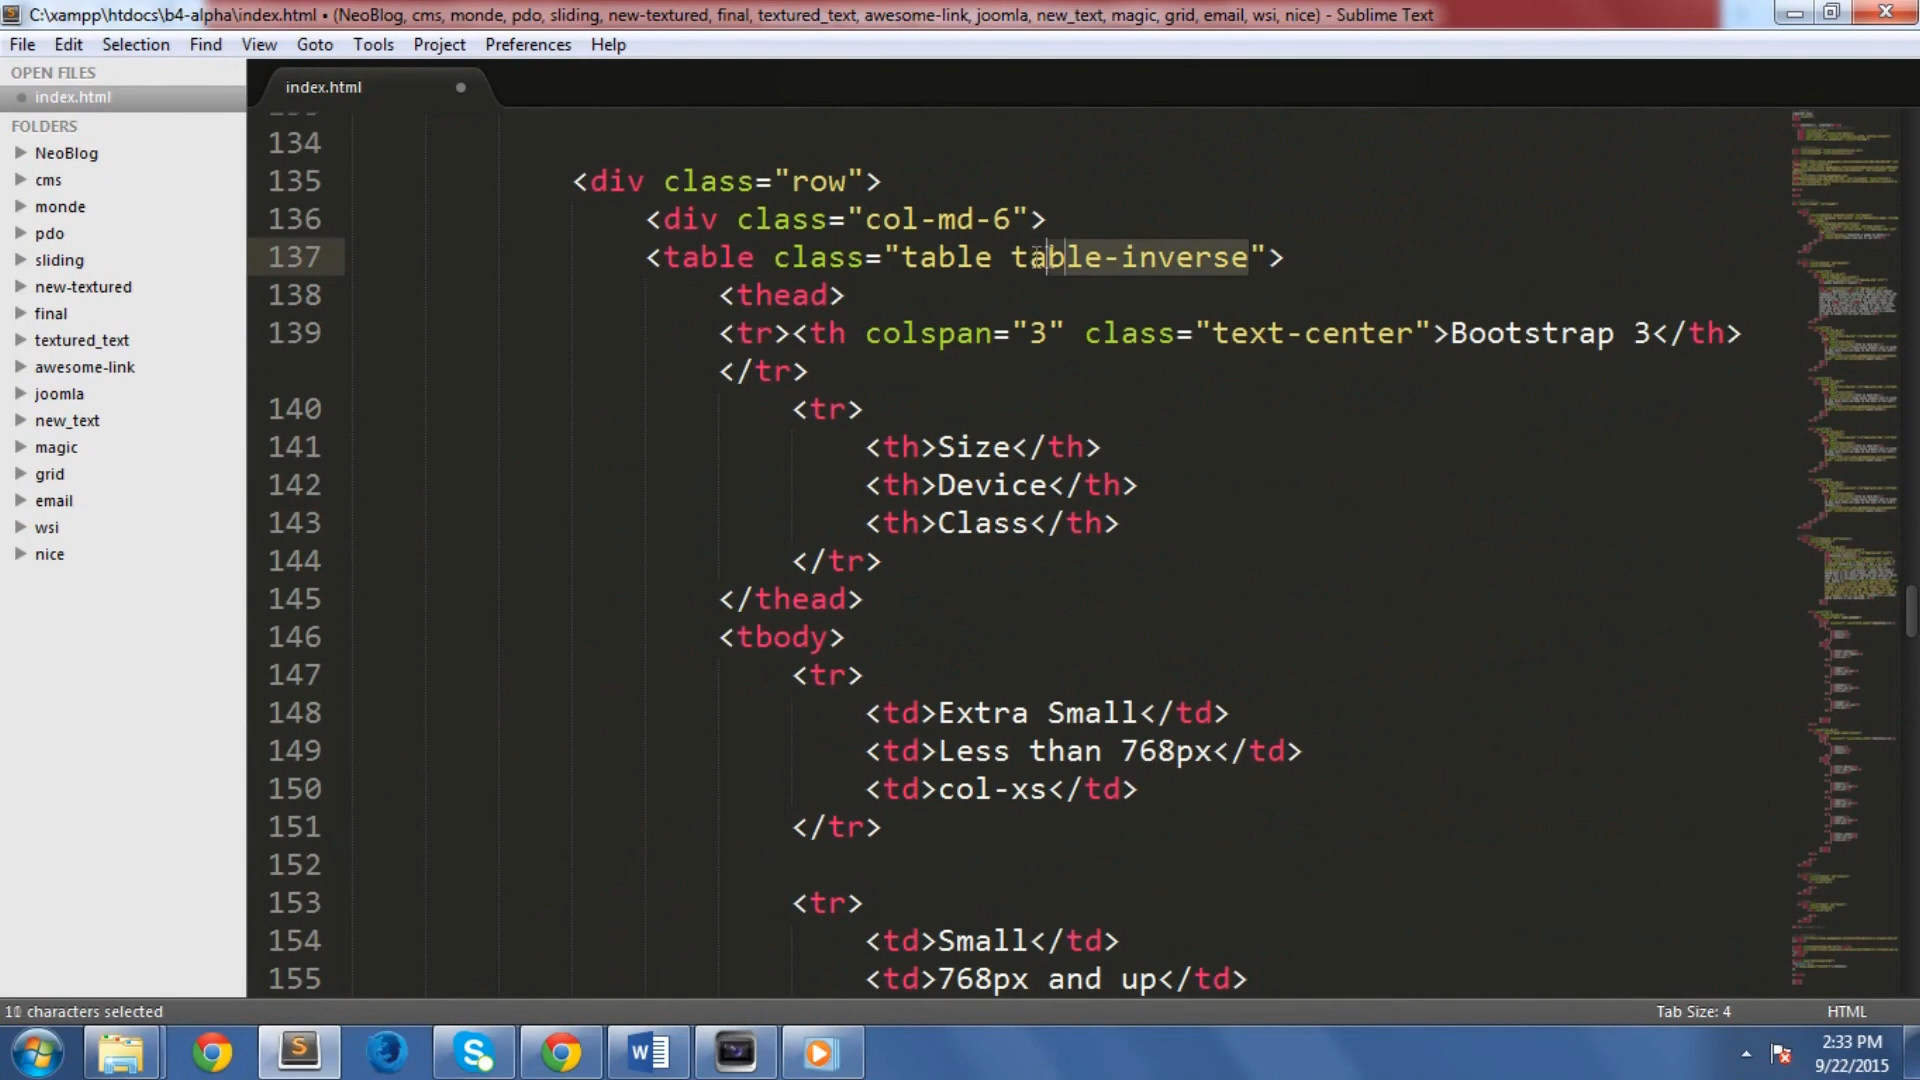 C:\xampp\htdocs\b4-alpha\index.html • (NeoBlog, cms, monde, pdo, sliding, new-textured, final, textured_text, awesome-link, joomla, new_text, magic, grid, email, wsi, nice) - Sublime Text
File Edit Selection Find View Goto Tools Project Preferences Help
OPEN FILES
index.html
FOLDERS
NeoBlog
cms
monde
pdo
sliding
new-textured
final
textured_text
awesome-link
joomla
new_text
magic
grid
email
wsi
nice
index.html
134
135 <div class="row">
136 <div class="col-md-6">
137 <table class="table table-inverse">
138 <thead>
139 <tr><th colspan="3" class="text-center">Bootstrap 3</th>
</tr>
140 <tr>
141 <th>Size</th>
142 <th>Device</th>
143 <th>Class</th>
144 </tr>
145 </thead>
146 <tbody>
147 <tr>
148 <td>Extra Small</td>
149 <td>Less than 768px</td>
150 <td>col-xs</td>
151 </tr>
152
153 <tr>
154 <td>Small</td>
155 <td>768px and up</td>
characters selected
Tab Size: 4 HTML
2:33 PM
9/22/2015